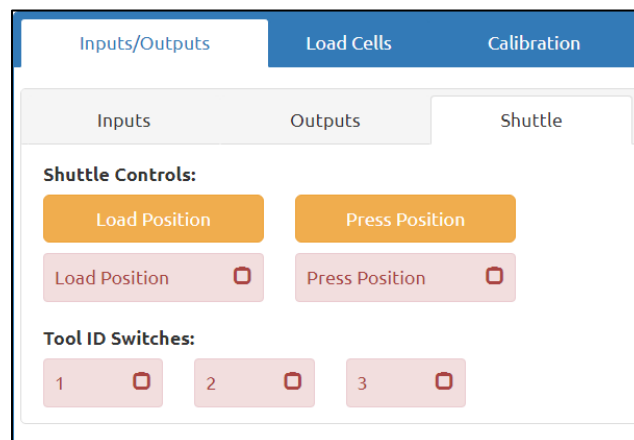 Inputs/Outputs Load Cells Calibration
Inputs Outputs Shuttle
Shuttle Controls:
Load Position Press Position
Load Position Press Position
Tool ID Switches:
1 2 3